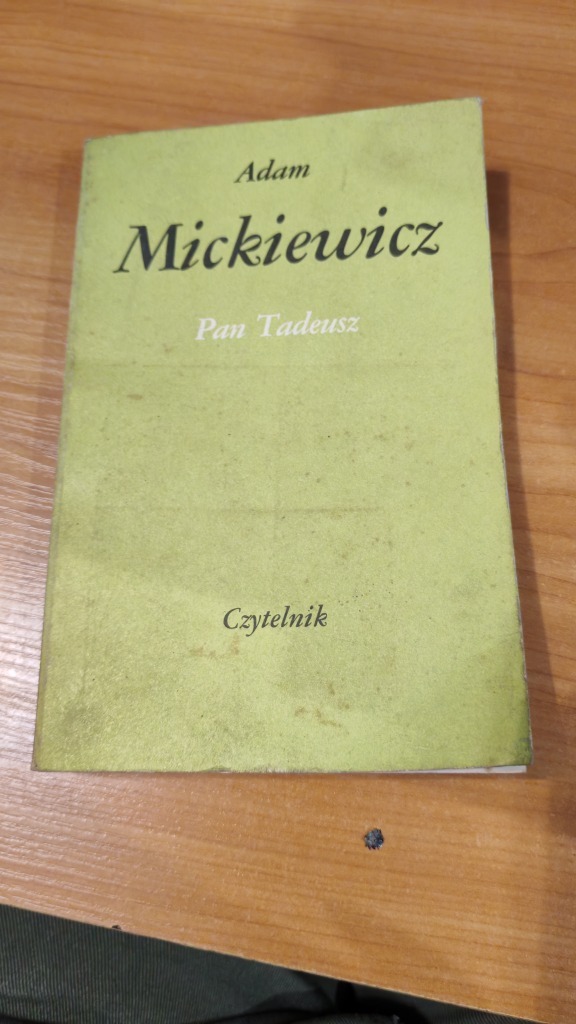 Adam
Mickiewicz
Pan Tadeusz
Czytelnik